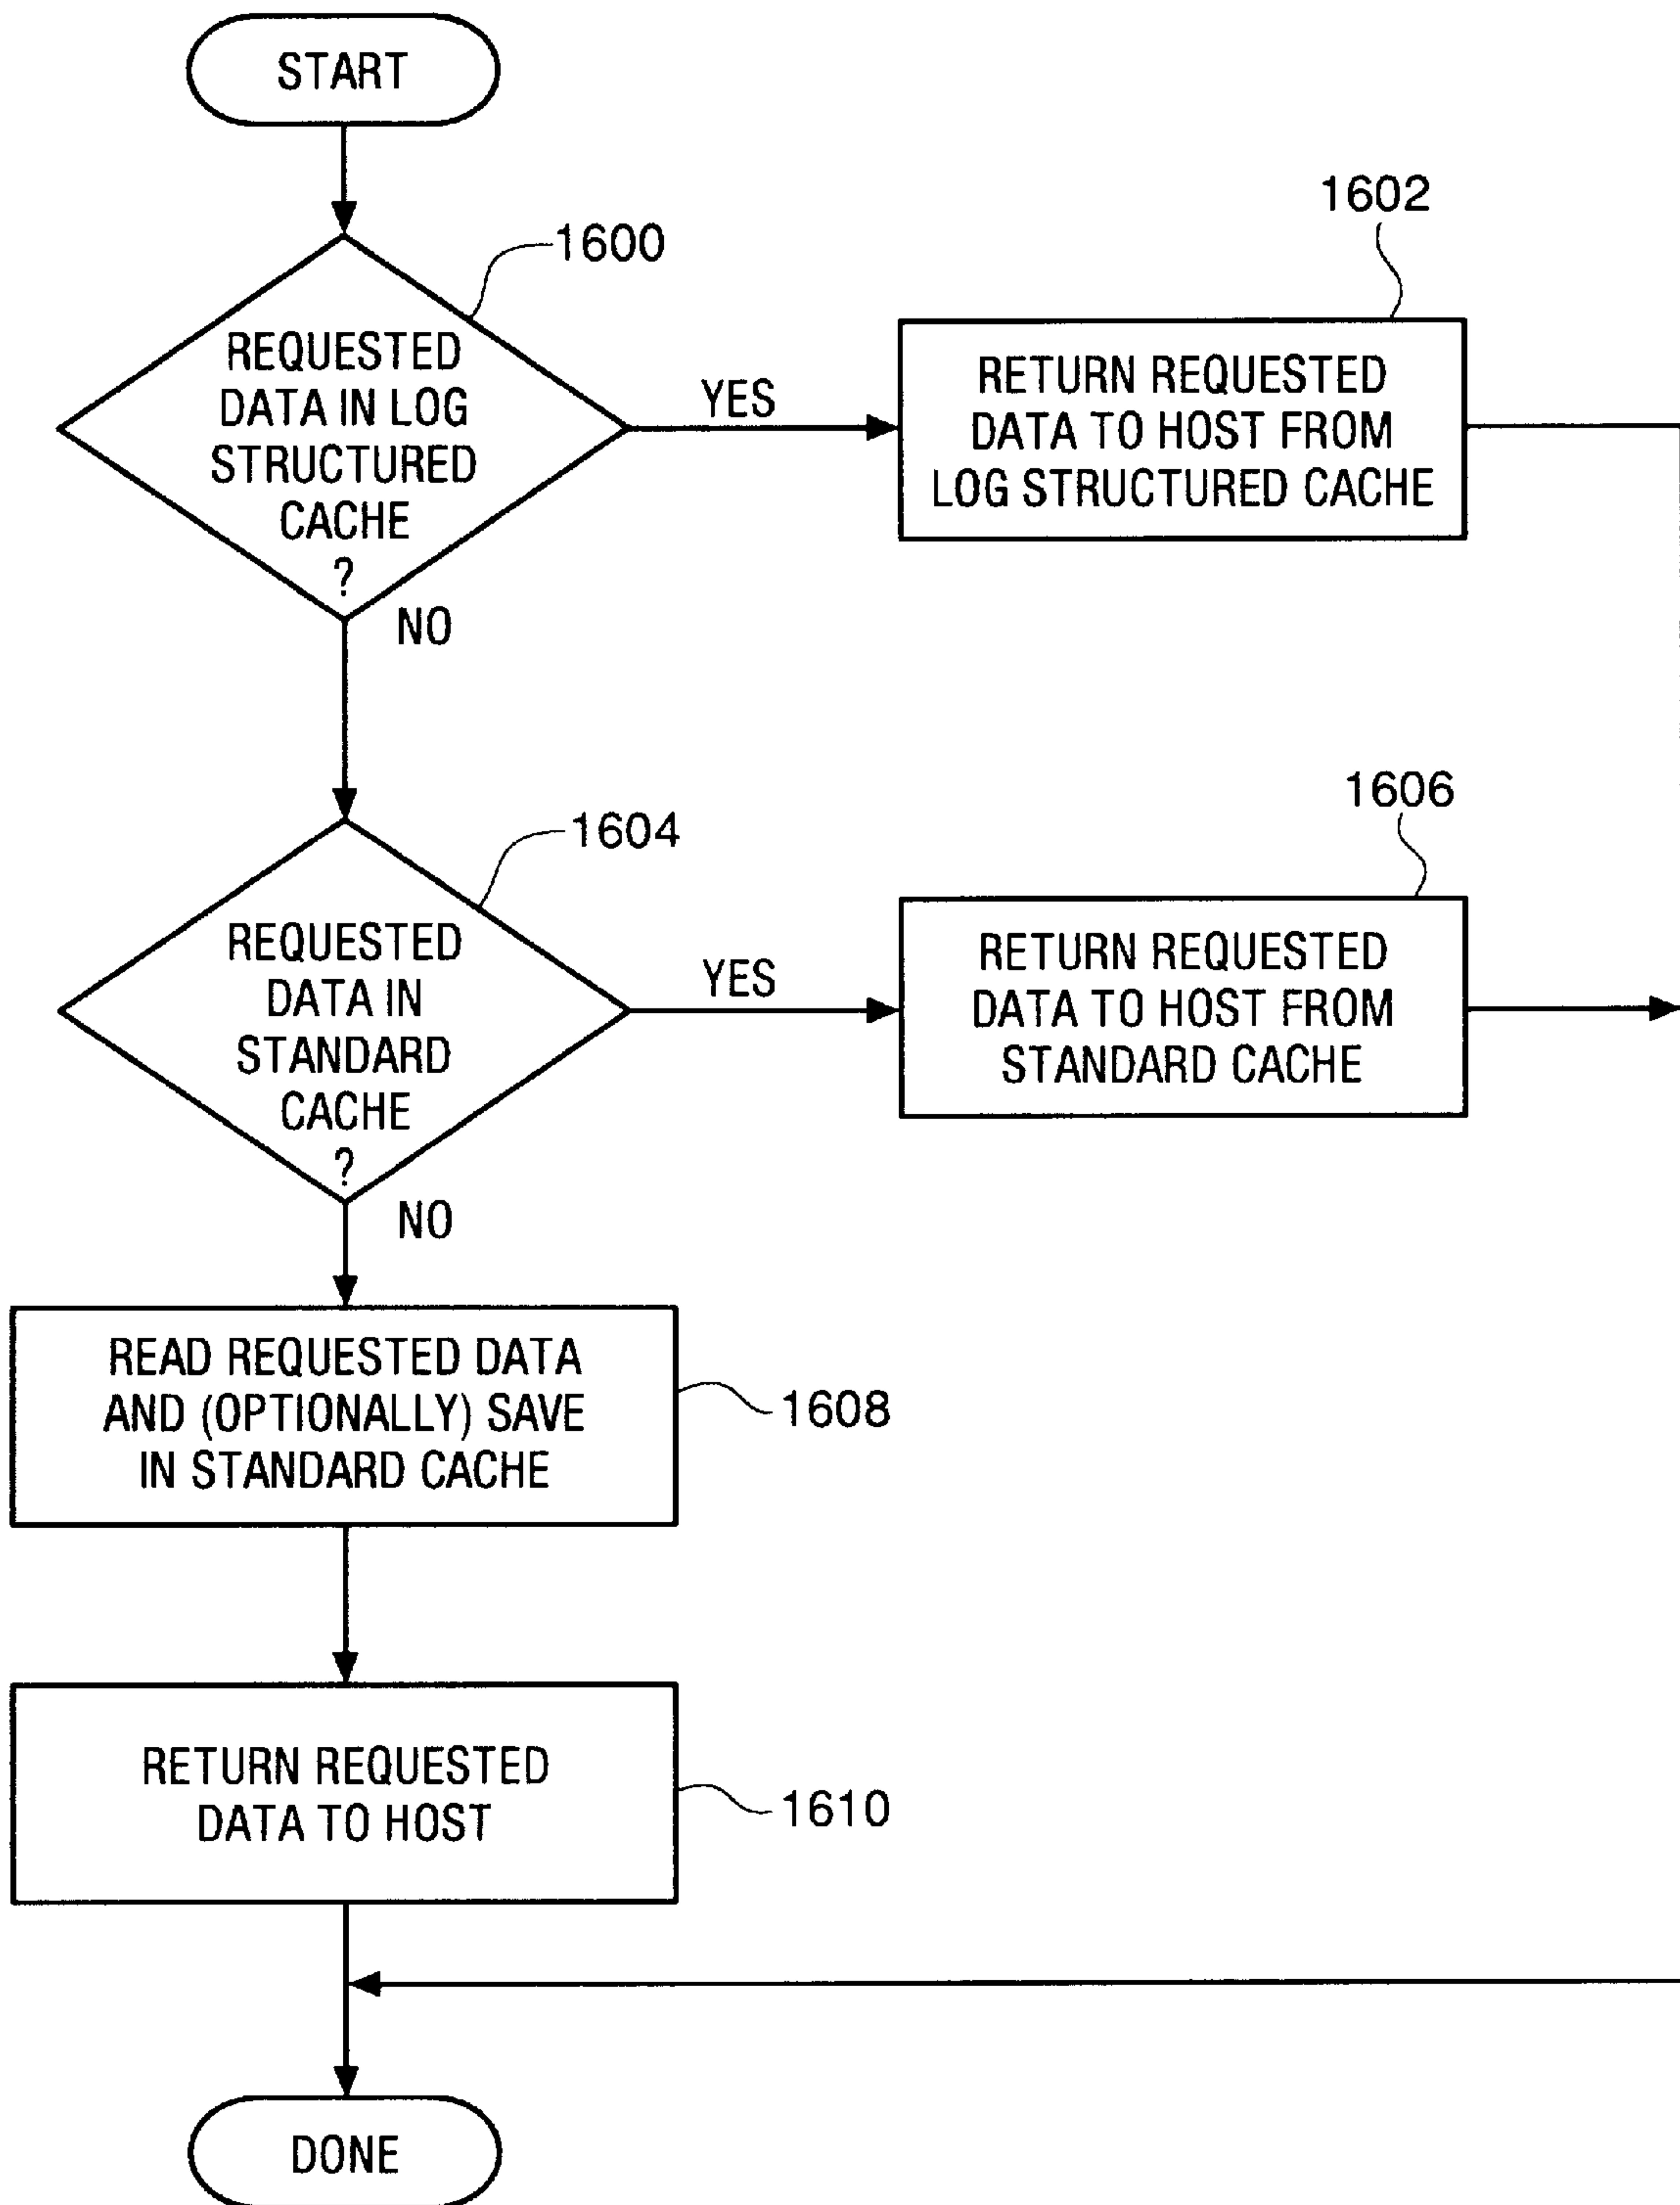 START
1600
REQUESTED
DATA IN LOG
STRUCTURED
CACHE
?
YES
NO
1602
RETURN REQUESTED
DATA TO HOST FROM
LOG STRUCTURED CACHE
1604
REQUESTED
DATA IN
STANDARD
CACHE
?
YES
NO
1606
RETURN REQUESTED
DATA TO HOST FROM
STANDARD CACHE
READ REQUESTED DATA
AND (OPTIONALLY) SAVE
IN STANDARD CACHE
1608
RETURN REQUESTED
DATA TO HOST
1610
DONE